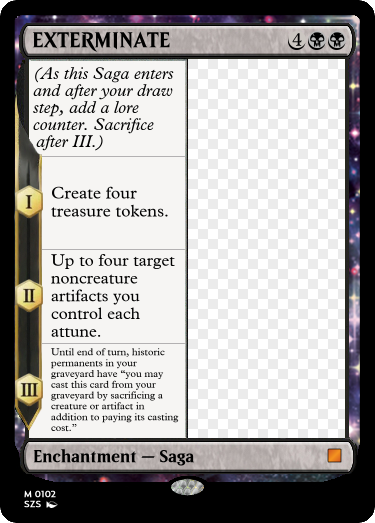 EXTERMINATE 4
(As this Saga enters
and after your draw
step, add a lore
counter. Sacrifice
after III.)
I
Create four
treasure tokens.
II
Up to four target
noncreature
artifacts you
control each
attune.
III
Until end of turn, historic
permanents in your
graveyard have “you may
cast this card from your
graveyard by sacrificing a
creature or artifact in
addition to paying its casting
cost.”
Enchantment — Saga
M 0102
SZS